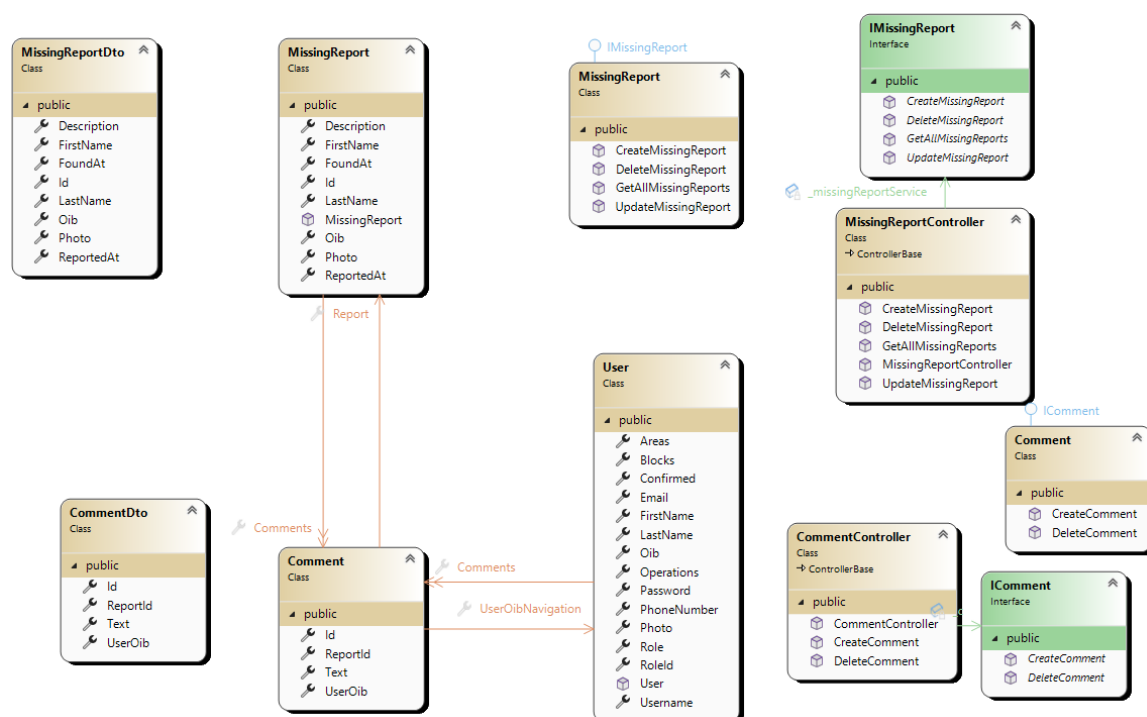 MissingReportDto
Class
public
Description
FirstName
FoundAt
Id
LastName
Oib
Photo
ReportedAt
MissingReport
Class
public
Description
FirstName
FoundAt
Id
LastName
MissingReport
Oib
Photo
ReportedAt
IMissingReport
MissingReport
Class
public
CreateMissingReport
DeleteMissingReport
GetAllMissingReports
UpdateMissingReport
IMissingReport
Interface
public
CreateMissingReport
DeleteMissingReport
GetAllMissingReports
UpdateMissingReport
_missingReportService
MissingReportController
Class
ControllerBase
public
CreateMissingReport
DeleteMissingReport
GetAllMissingReports
MissingReportController
UpdateMissingReport
Report
Comments
User
Class
public
Areas
Blocks
Confirmed
Email
FirstName
LastName
Oib
Operations
Password
PhoneNumber
Photo
Role
RoleId
User
Username
IComment
Comment
Class
public
CreateComment
DeleteComment
CommentDto
Class
public
Id
ReportId
Text
UserOib
Comment
Class
public
Id
ReportId
Text
UserOib
Comments
UserOibNavigation
CommentController
Class
ControllerBase
public
CommentController
CreateComment
DeleteComment
IComment
Interface
public
CreateComment
DeleteComment